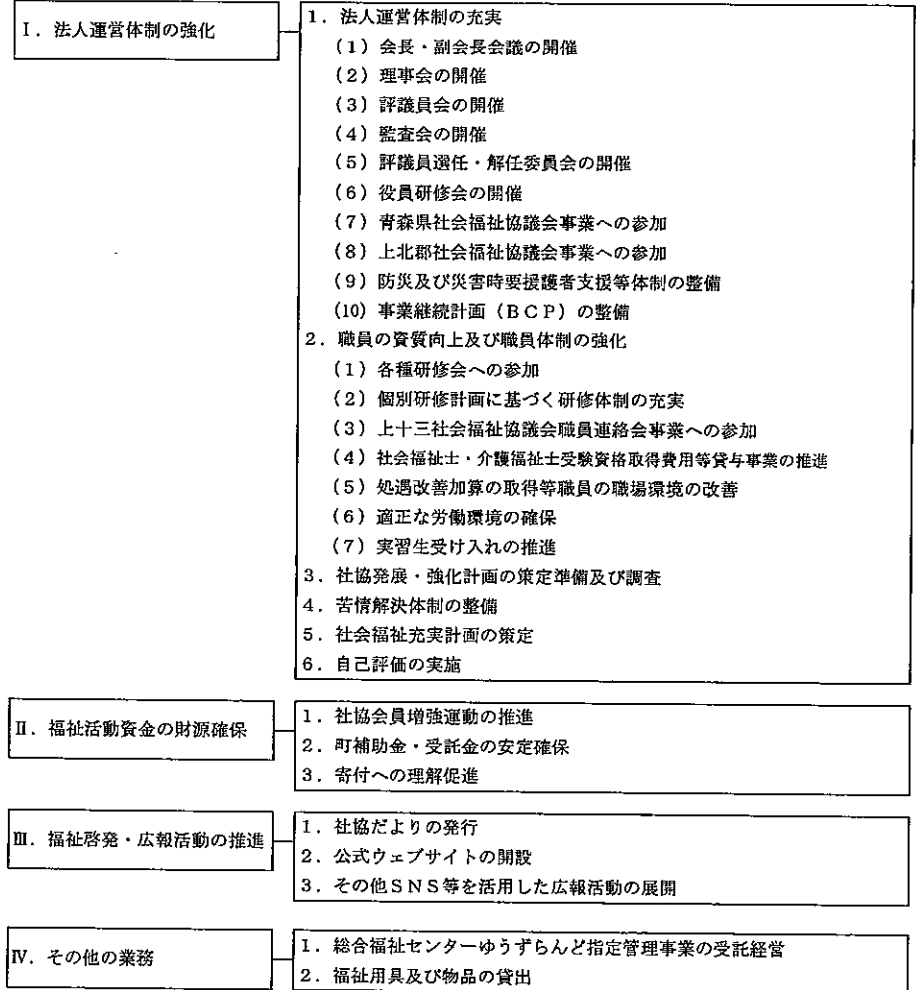 Ⅰ．法人運営体制の強化
1．法人運営体制の充実
（1）会長・副会長会議の開催
（2）理事会の開催
（3）評議員会の開催
（4）監査会の開催
（5）評議員選任・解任委員会の開催
（6）役員研修会の開催
（7）青森県社会福祉協議会事業への参加
（8）上北郡社会福祉協議会事業への参加
（9）防災及び災害時要援護者支援等体制の整備
（10）事業継続計画（ＢＣＰ）の整備
2．職員の資質向上及び職員体制の強化
（1）各種研修会への参加
（2）個別研修計画に基づく研修体制の充実
（3）上十三社会福祉協議会職員連絡会事業への参加
（4）社会福祉士・介護福祉士受験資格取得費用等貸与事業の推進
（5）処遇改善加算の取得等職員の職場環境の改善
（6）適正な労働環境の確保
（7）実習生受け入れの推進
3．社協発展・強化計画の策定準備及び調査
4．苦情解決体制の整備
5．社会福祉充実計画の策定
6．自己評価の実施
Ⅱ．福祉活動資金の財源確保
1．社協会員増強運動の推進
2．町補助金・受託金の安定確保
3．寄付への理解促進
Ⅲ．福祉啓発・広報活動の推進
1．社協だよりの発行
2．公式ウェブサイトの開設
3．その他ＳＮＳ等を活用した広報活動の展開
Ⅳ．その他の業務
1．総合福祉センターゆうずらんど指定管理事業の受託経営
2．福祉用具及び物品の貸出